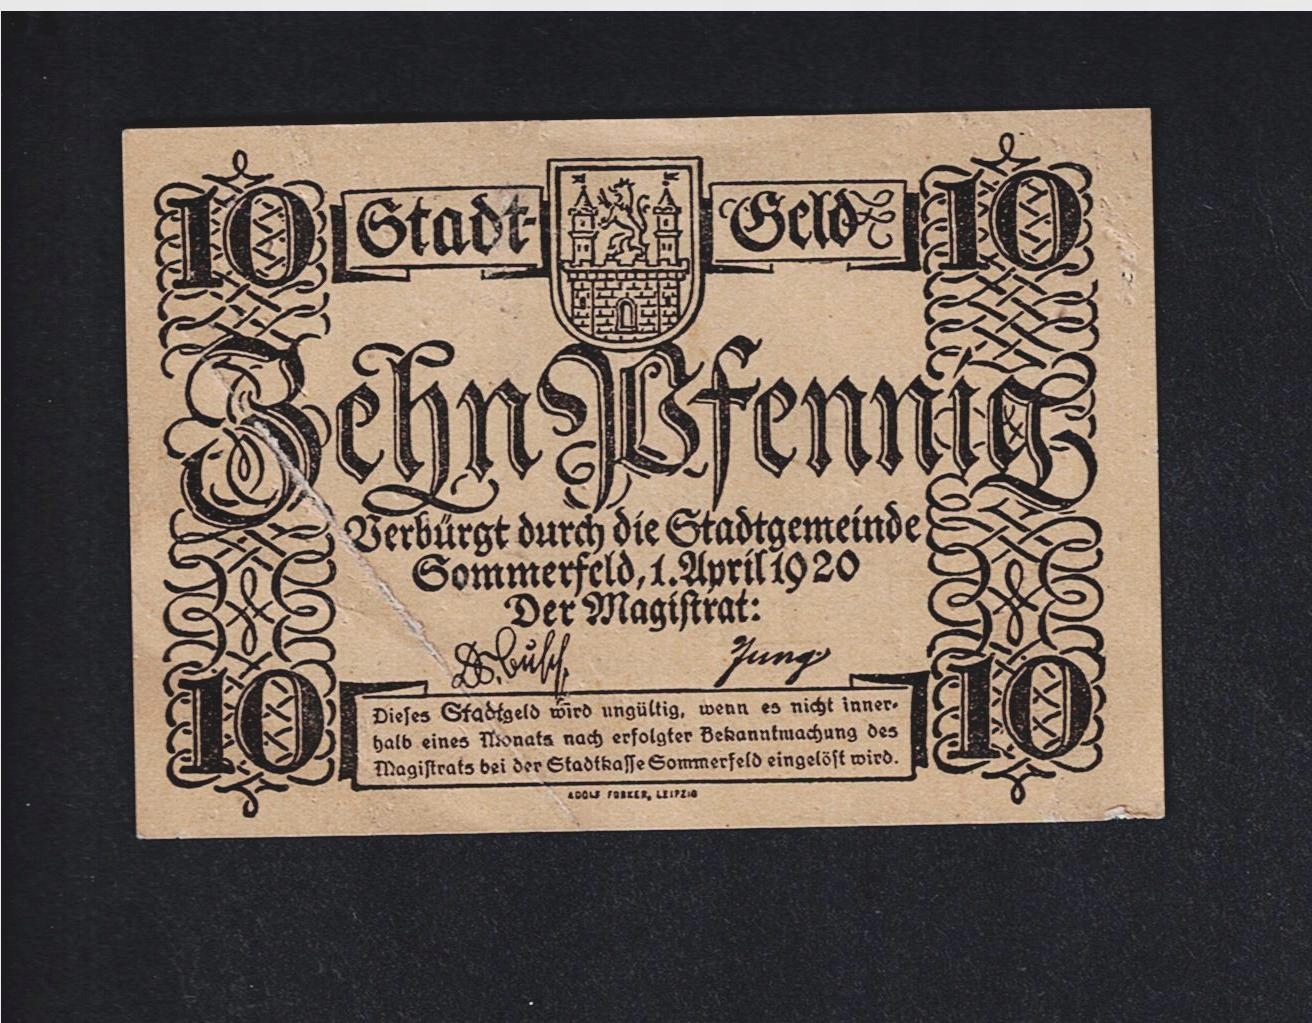 10 Stadt- Geld 10
Zehn Pfennig
Verbürgt durch die Stadtgemeinde
Sommerfeld, 1. April 1920
Der Magistrat:
Dr. Busch. Jung
10 10
Dieses Stadtgeld wird ungültig, wenn es nicht inner-
halb eines Monats nach erfolgter Bekanntmachung des
Magistrats bei der Stadtkasse Sommerfeld eingelöst wird.
ADOLF FORKER, LEIPZIG